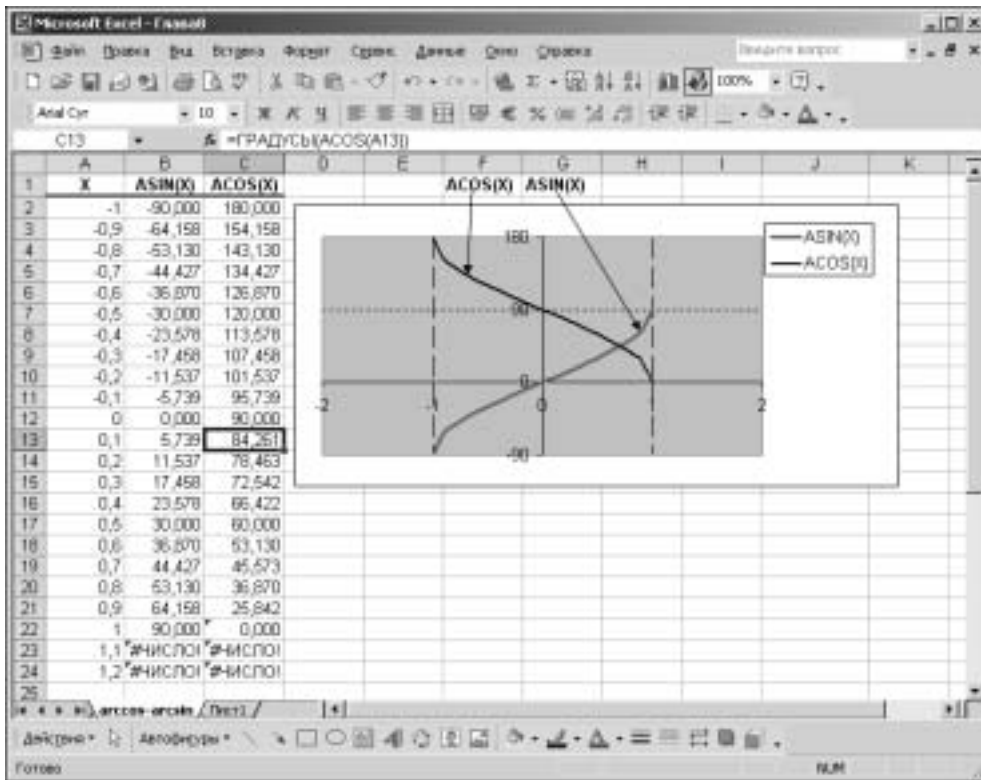 Microsoft Excel - Глава8
Файл Правка Вид Вставка Формат Сервис Данные Окно Справка Введите вопрос
100%
Arial Cyr 10 Ж К Ч
C13 fx =ГРАДУСЫ(ACOS(A13))
A B C D E F G H I J K
1 X ASIN(X) ACOS(X) ACOS(X) ASIN(X)
2 -1 -90,000 180,000
3 -0,9 -64,158 154,158
4 -0,8 -53,130 143,130
5 -0,7 -44,427 134,427
6 -0,6 -36,870 126,870
7 -0,5 -30,000 120,000
8 -0,4 -23,578 113,578
9 -0,3 -17,458 107,458
10 -0,2 -11,537 101,537
11 -0,1 -5,739 95,739
12 0 0,000 90,000
13 0,1 5,739 84,261
14 0,2 11,537 78,463
15 0,3 17,458 72,542
16 0,4 23,578 66,422
17 0,5 30,000 60,000
18 0,6 36,870 53,130
19 0,7 44,427 45,573
20 0,8 53,130 36,870
21 0,9 64,158 25,842
22 1 90,000 0,000
23 1,1 #ЧИСЛО! #ЧИСЛО!
24 1,2 #ЧИСЛО! #ЧИСЛО!
25
180
90
0
-90
-2 -1 0 2
ASIN(X)
ACOS(X)
arccos-arcsin Лист1
Действия Автофигуры
Готово NUM